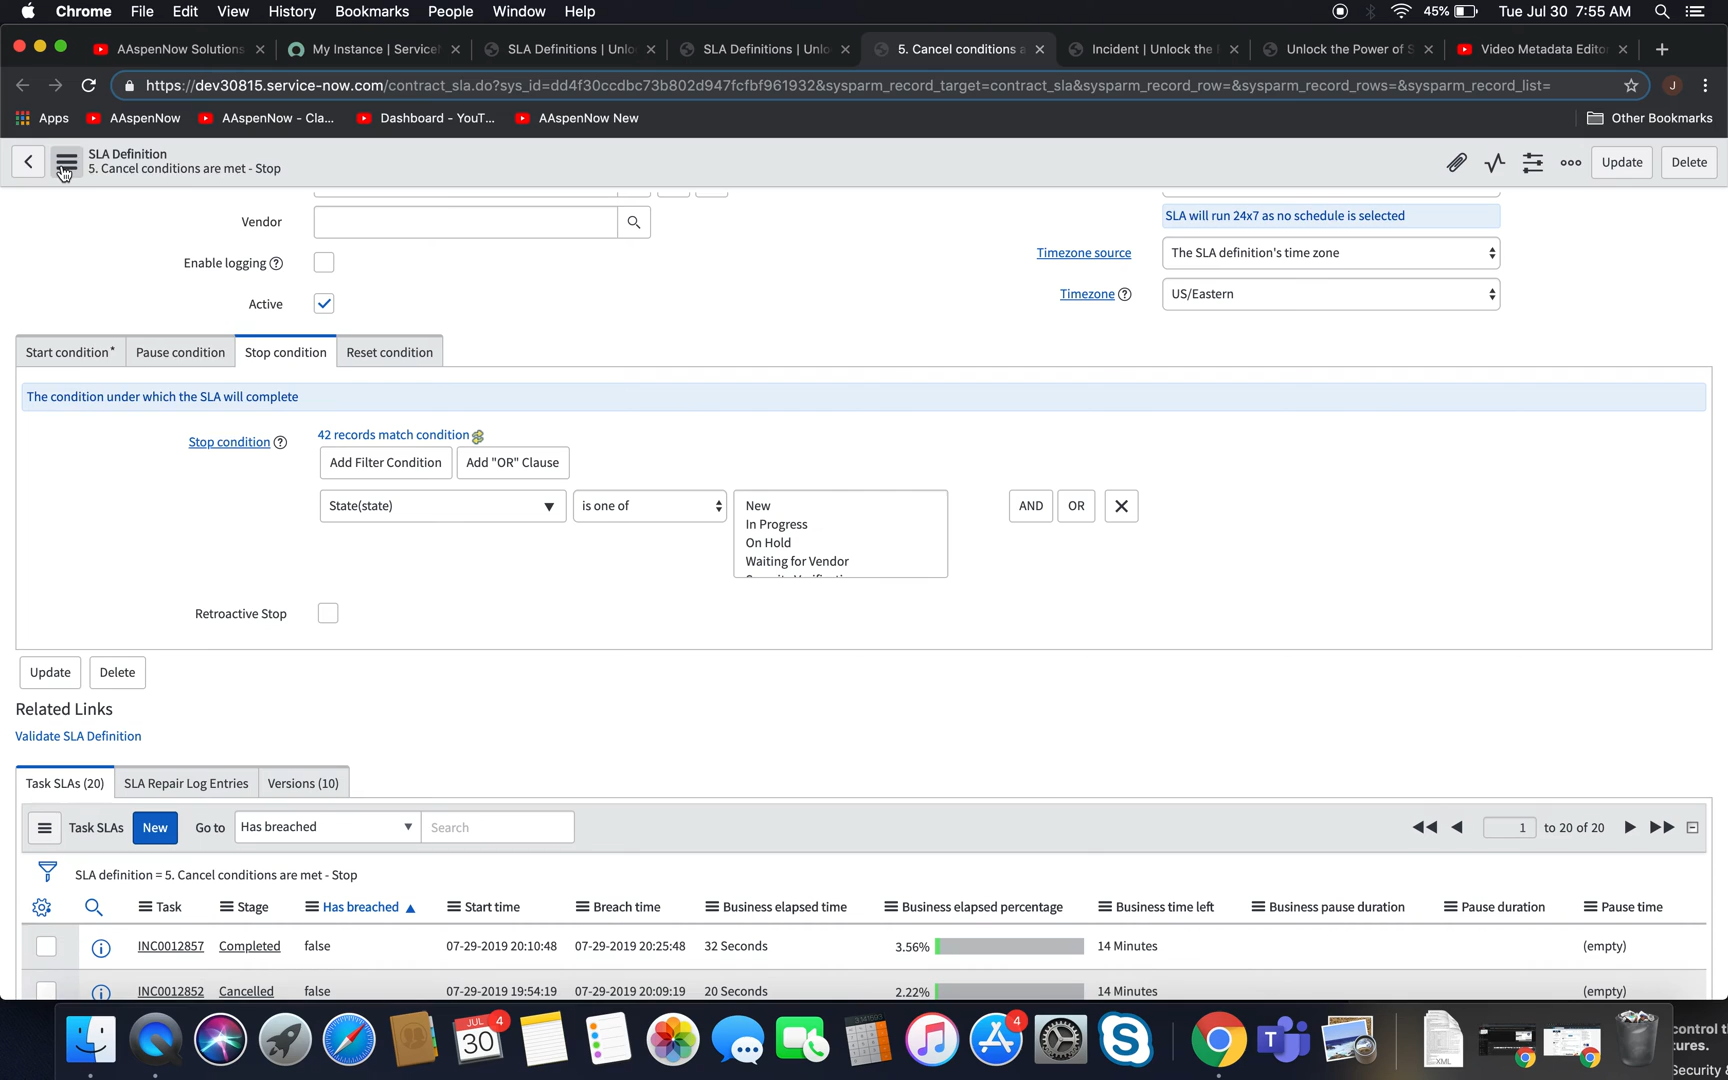 Chrome File Edit View History Bookmarks People Window Help 45% Tue Jul 30 7:55 AM
AAspenNow Solutions My Instance | Service SLA Definitions | Unlo SLA Definitions | Unlo 5. Cancel conditions a Incident | Unlock the Unlock the Power of S Video Metadata Editor
https://dev30815.service-now.com/contract_sla.do?sys_id=dd4f30ccdbc73b802d947fcfbf961932&sysparm_record_target=contract_sla&sysparm_record_row=&sysparm_record_rows=&sysparm_record_list= J
Apps AAspenNow AAspenNow - Cla... Dashboard - YouT... AAspenNow New Other Bookmarks
SLA Definition
5. Cancel conditions are met - Stop
Update Delete
Vendor
SLA will run 24x7 as no schedule is selected
Enable logging
Timezone source The SLA definition's time zone
Active
Timezone US/Eastern
Start condition* Pause condition Stop condition Reset condition
The condition under which the SLA will complete
Stop condition 42 records match condition
Add Filter Condition Add "OR" Clause
State(state) is one of New AND OR
In Progress
On Hold
Waiting for Vendor
Retroactive Stop
Update Delete
Related Links
Validate SLA Definition
Task SLAs (20) SLA Repair Log Entries Versions (10)
Task SLAs New Go to Has breached Search 1 to 20 of 20
SLA definition = 5. Cancel conditions are met - Stop
Task Stage Has breached Start time Breach time Business elapsed time Business elapsed percentage Business time left Business pause duration Pause duration Pause time
INC0012857 Completed false 07-29-2019 20:10:48 07-29-2019 20:25:48 32 Seconds 3.56% 14 Minutes (empty)
INC0012852 Cancelled false 07-29-2019 19:54:19 07-29-2019 20:09:19 20 Seconds 2.22% 14 Minutes (empty)
JUL 30 4 4 XML
control t
tures.
Security